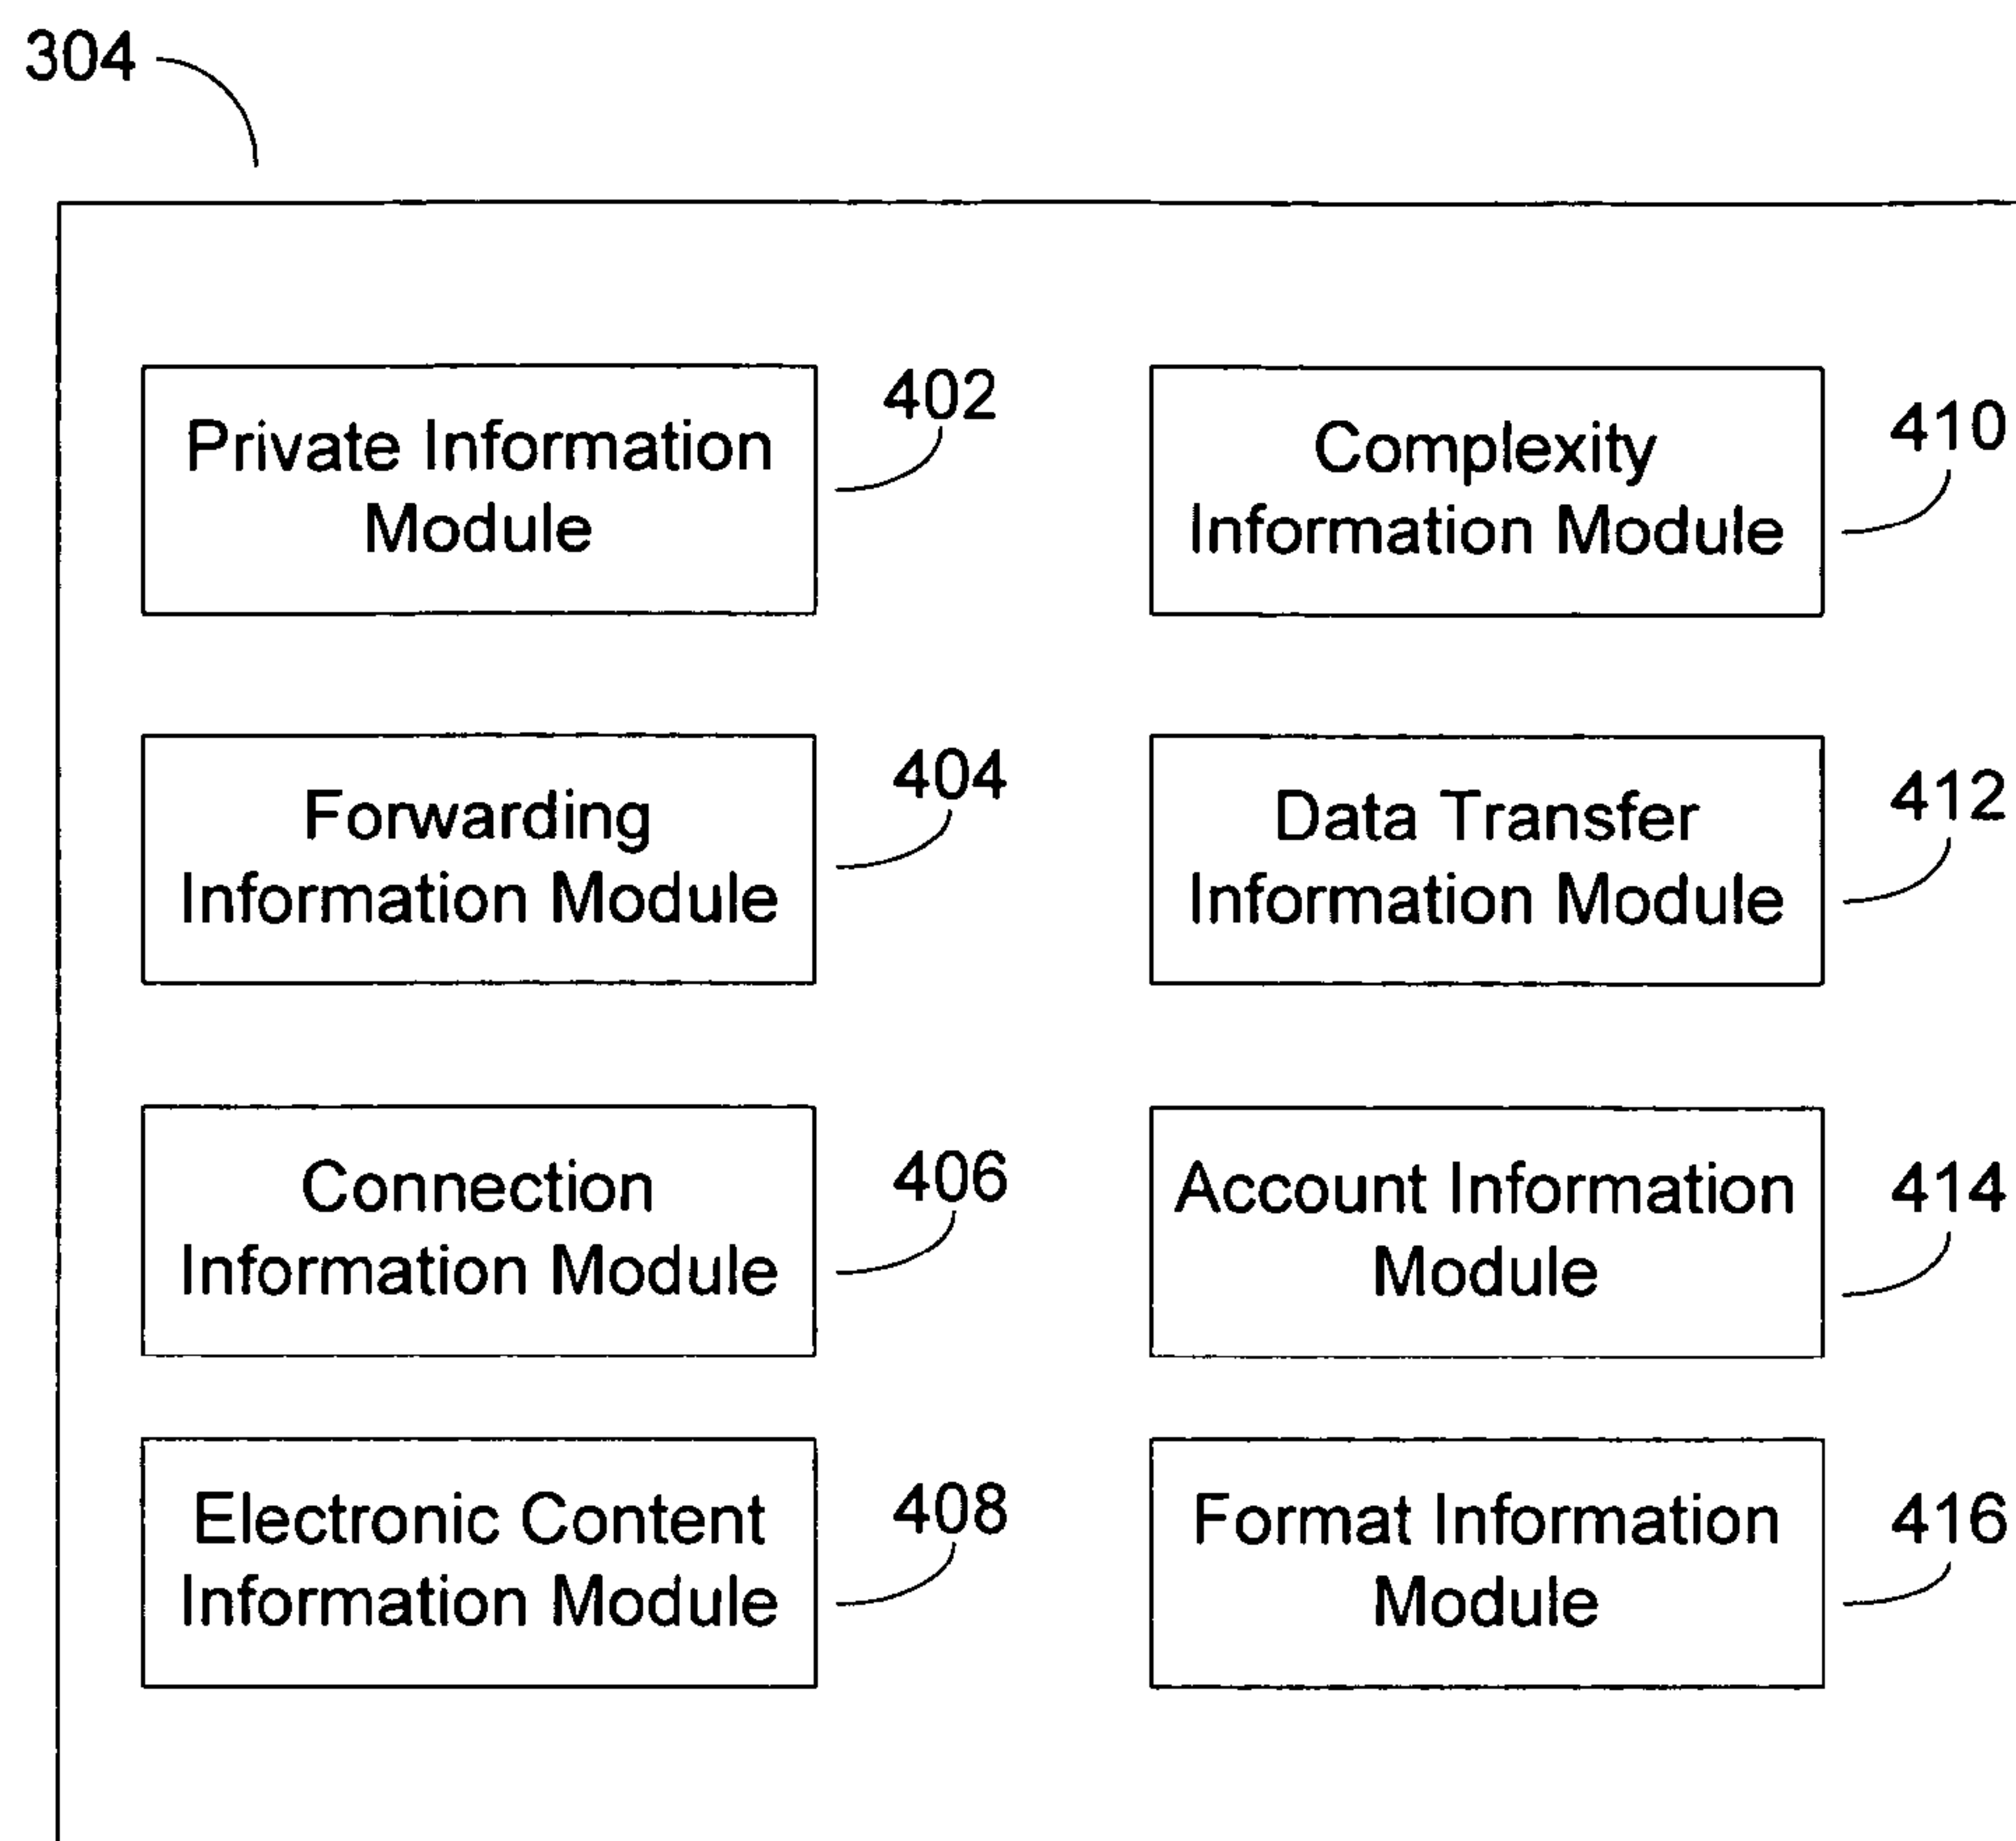 304
Private Information
Module
402
Forwarding
Information Module
404
Connection
Information Module
406
Electronic Content
Information Module
408
Complexity
Information Module
410
Data Transfer
Information Module
412
Account Information
Module
414
Format Information
Module
416